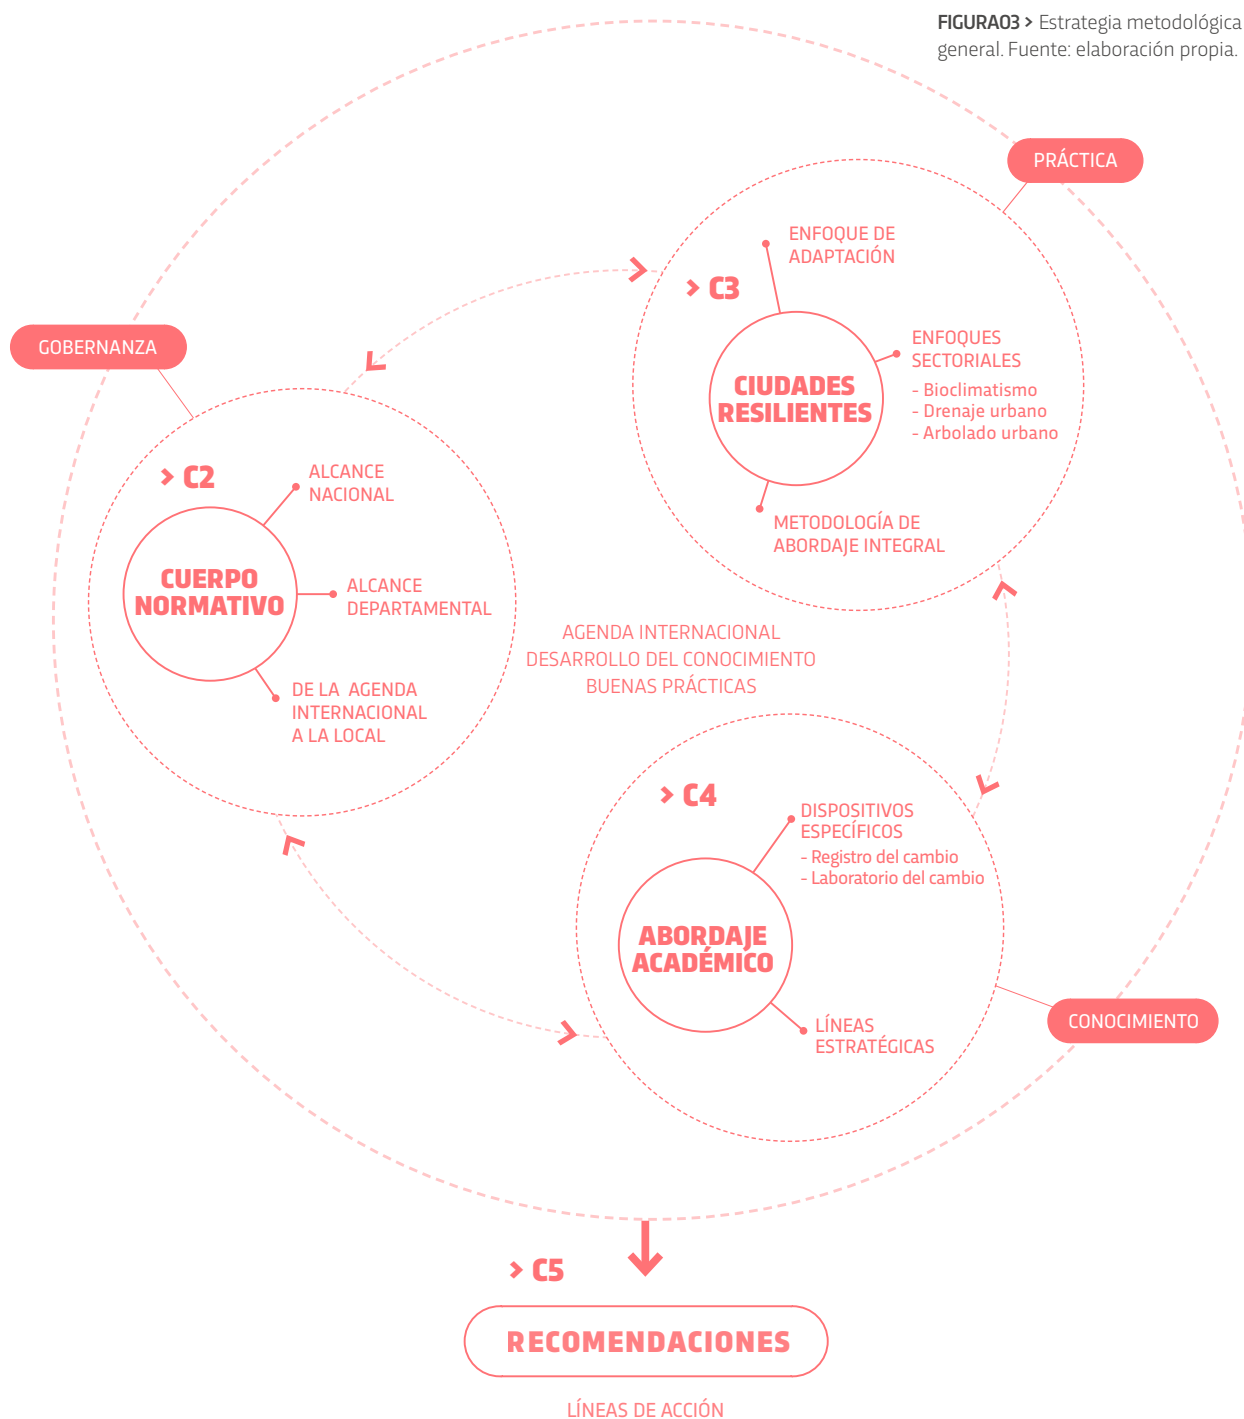 FIGURA03 > Estrategia metodológica
general. Fuente: elaboración propia.
PRÁCTICA
ENFOQUE DE
ADAPTACIÓN
> C3
ENFOQUES
SECTORIALES
- Bioclimatismo
- Drenaje urbano
- Arbolado urbano
CIUDADES
RESILIENTES
METODOLOGÍA DE
ABORDAJE INTEGRAL
GOBERNANZA
> C2
ALCANCE
NACIONAL
CUERPO
NORMATIVO
ALCANCE
DEPARTAMENTAL
DE LA AGENDA
INTERNACIONAL
A LA LOCAL
AGENDA INTERNACIONAL
DESARROLLO DEL CONOCIMIENTO
BUENAS PRÁCTICAS
> C4
DISPOSITIVOS
ESPECÍFICOS
- Registro del cambio
- Laboratorio del cambio
ABORDAJE
ACADÉMICO
LÍNEAS
ESTRATÉGICAS
CONOCIMIENTO
> C5
RECOMENDACIONES
LÍNEAS DE ACCIÓN